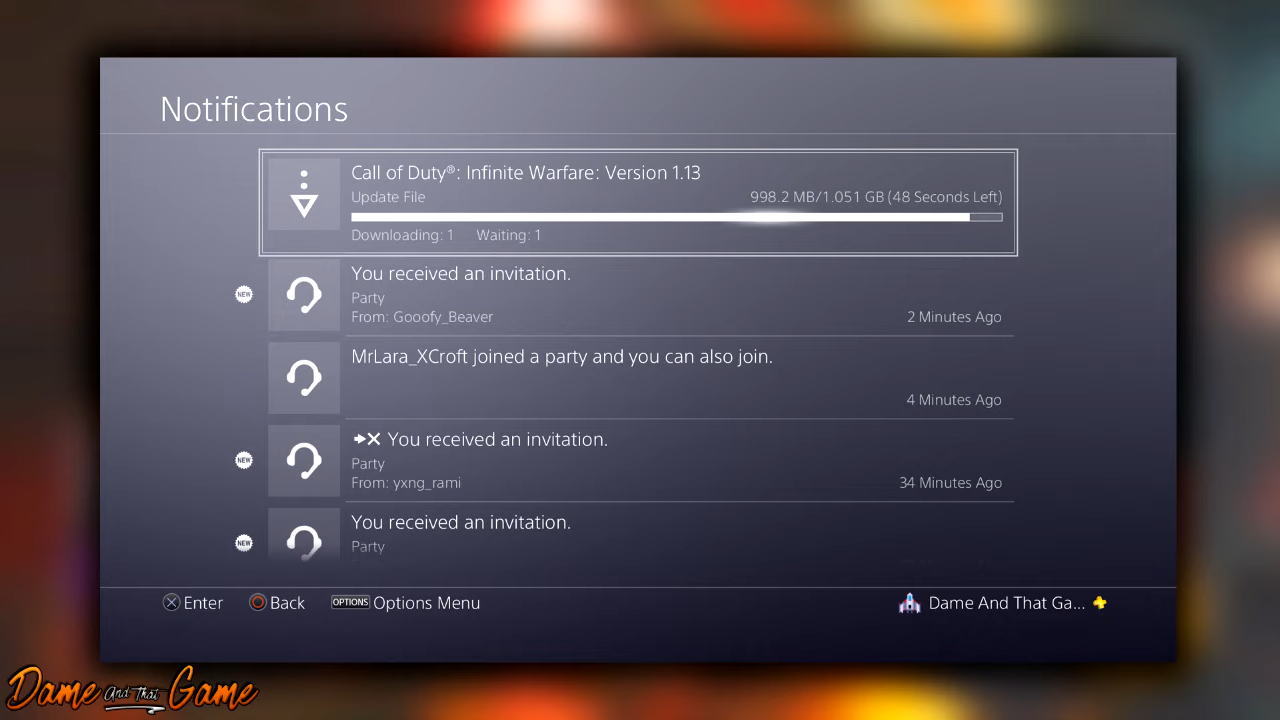 Notifications
Call of Duty®: Infinite Warfare: Version 1.13
Update File 998.2 MB/1.051 GB (48 Seconds Left)
Downloading: 1 Waiting: 1
NEW
You received an invitation.
Party
From: Gooofy_Beaver 2 Minutes Ago
MrLara_XCroft joined a party and you can also join.
4 Minutes Ago
NEW
You received an invitation.
Party
From: yxng_rami 34 Minutes Ago
NEW
You received an invitation.
Party
Enter Back OPTIONS Options Menu Dame And That Ga...
Dame And That Game